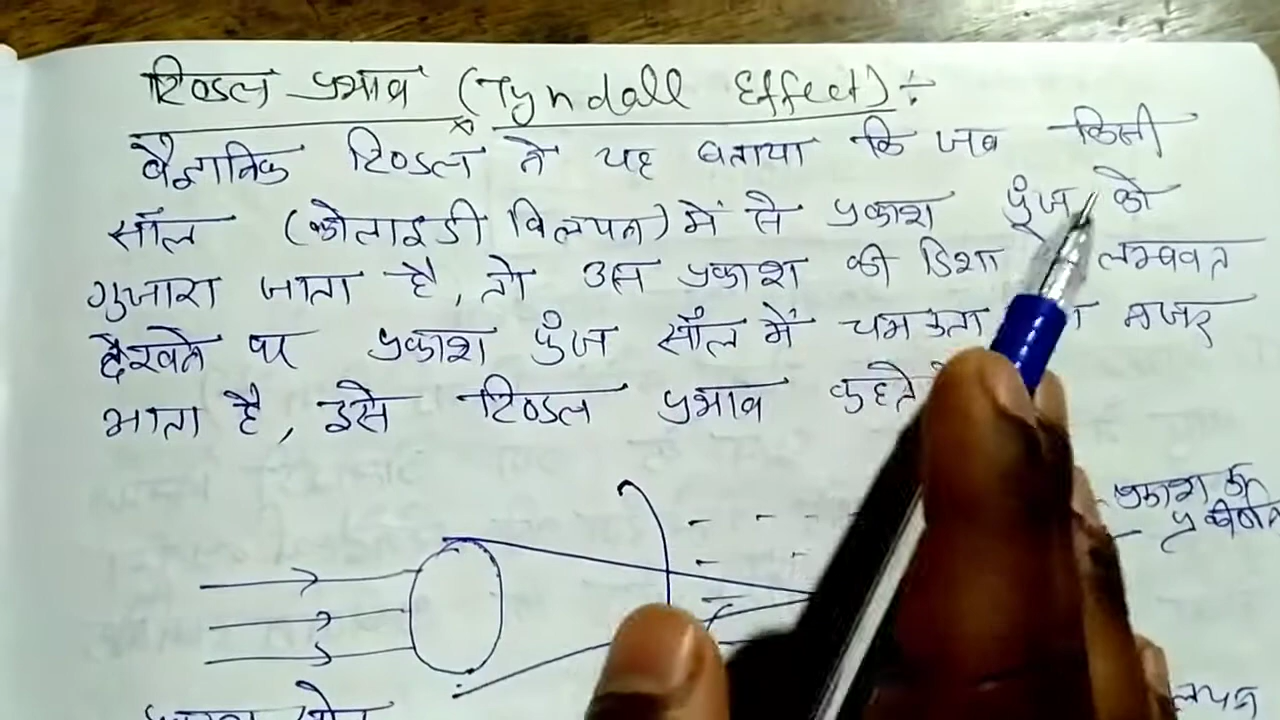 टिण्डल प्रभाव (Tyndall Effect) ÷
वैज्ञानिक टिण्डल ने यह बताया कि जब किसी
सॉल (कोलाइडी विलयन) में से प्रकाश पुंज को
गुजारा जाता है, तो उस प्रकाश की दिशा लम्बवत
देखने पर प्रकाश पुंज सॉल में चमकता नजर
आता है, इसे टिण्डल प्रभाव कहते
प्रकाश का
प्रकीर्णन